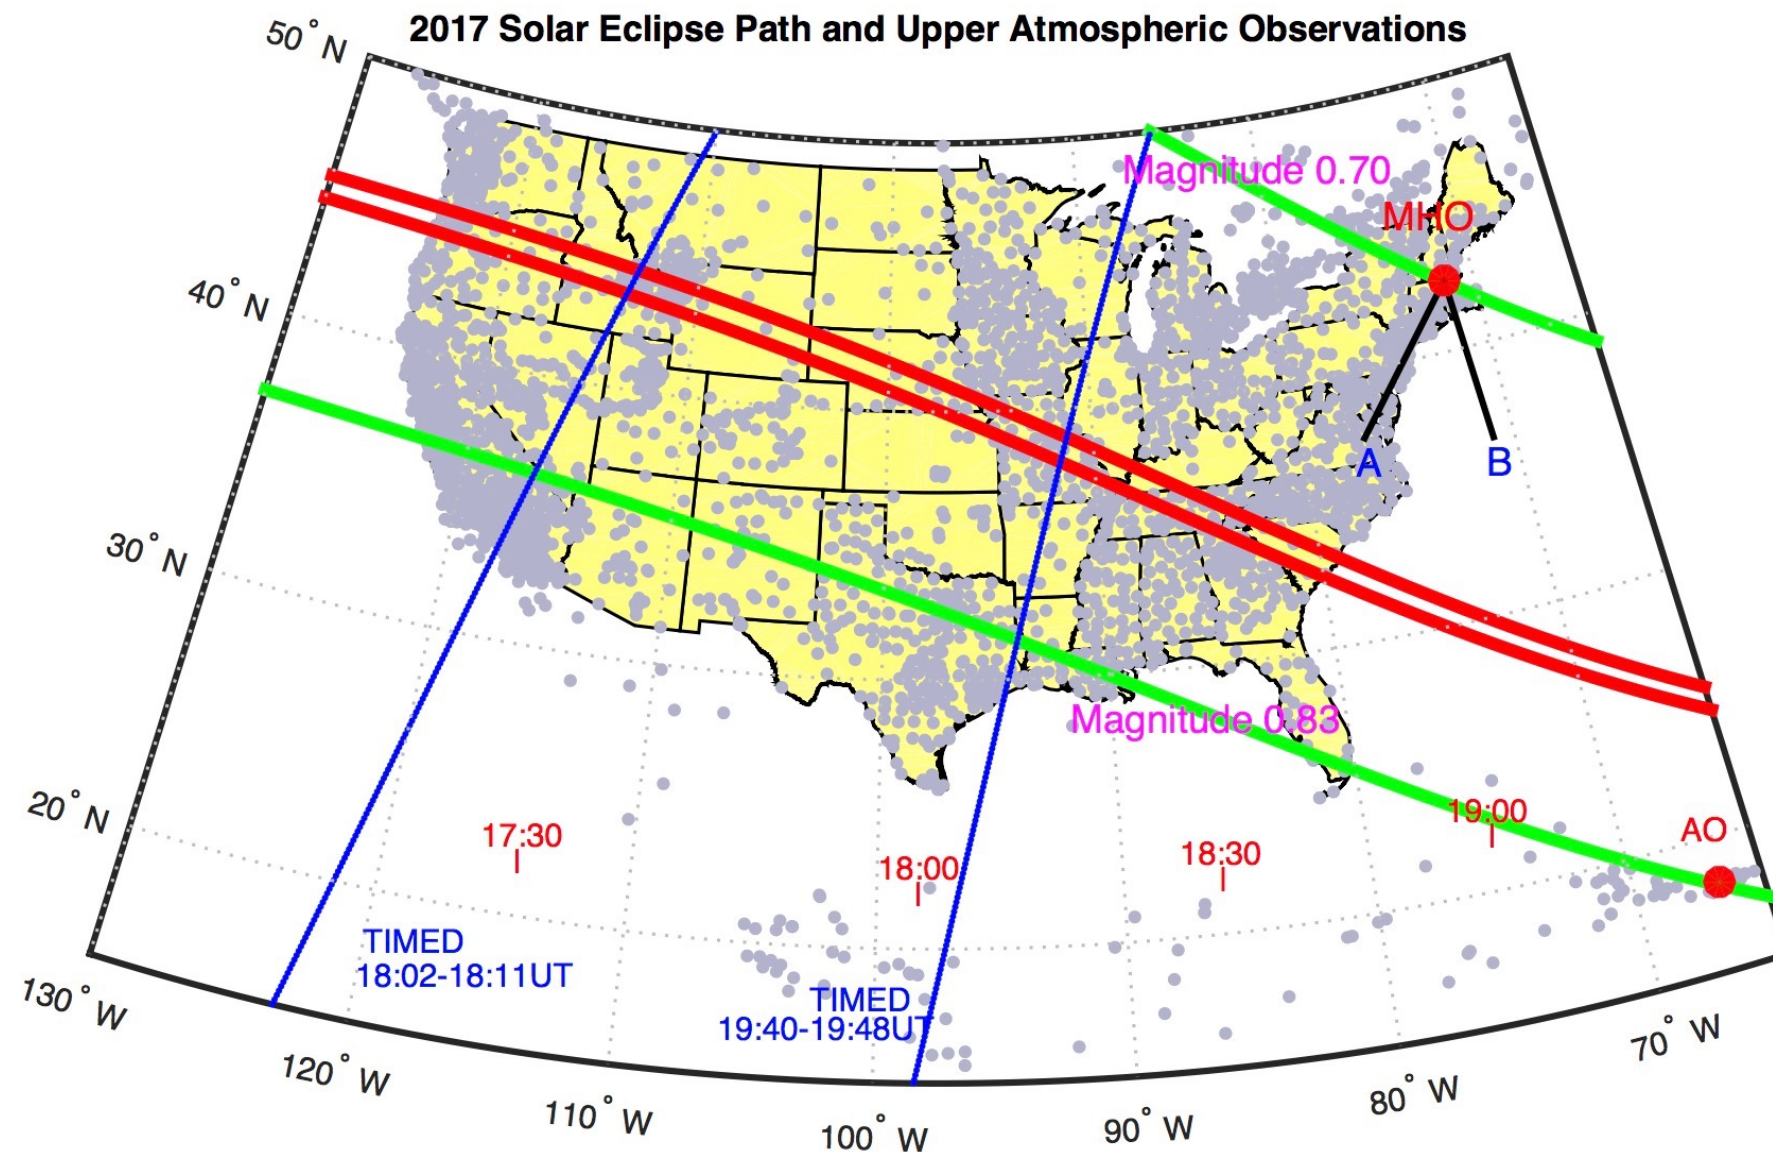 2017 Solar Eclipse Path and Upper Atmospheric Observations
50° N
Magnitude 0.70
MHO
40° N
A
B
30° N
Magnitude 0.83
20° N
17:30
18:00
18:30
19:00
AO
TIMED
18:02-18:11UT
TIMED
19:40-19:48UT
130° W
120° W
110° W
100° W
90° W
80° W
70° W